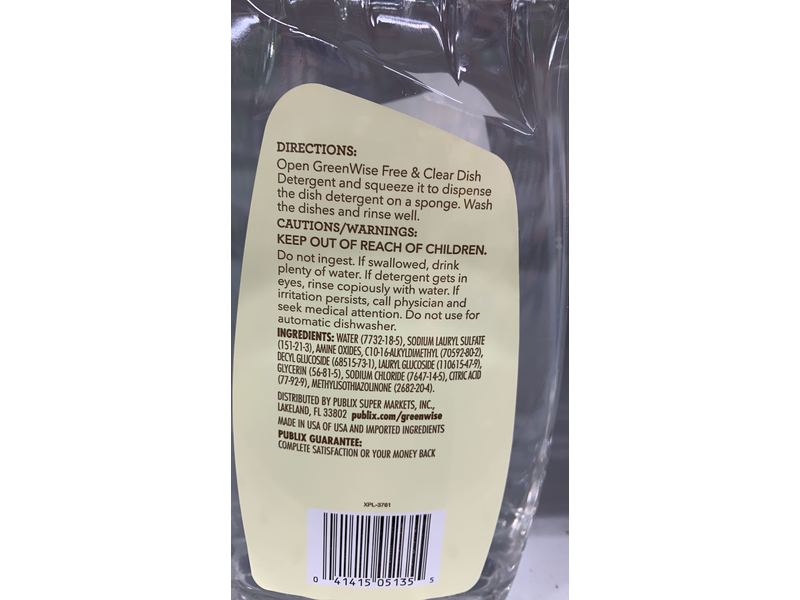 DIRECTIONS:
Open GreenWise Free & Clear Dish
Detergent and squeeze it to dispense
the dish detergent on a sponge. Wash
the dishes and rinse well.
CAUTIONS/WARNINGS:
KEEP OUT OF REACH OF CHILDREN.
Do not ingest. If swallowed, drink
plenty of water. If detergent gets in
eyes, rinse copiously with water. If
irritation persists, call physician and
seek medical attention. Do not use for
automatic dishwasher.
INGREDIENTS: WATER (7732-18-5), SODIUM LAURYL SULFATE
(151-21-3), AMINE OXIDES, C10-16-ALKYLDIMETHYL (70592-80-2),
DECYL GLUCOSIDE (68515-73-1), LAURYL GLUCOSIDE (110615-47-9),
GLYCERIN (56-81-5), SODIUM CHLORIDE (7647-14-5), CITRIC ACID
(77-92-9), METHYLISOTHIAZOLINONE (2682-20-4).
DISTRIBUTED BY PUBLIX SUPER MARKETS, INC.,
LAKELAND, FL 33802 publix.com/greenwise
MADE IN USA OF USA AND IMPORTED INGREDIENTS
PUBLIX GUARANTEE:
COMPLETE SATISFACTION OR YOUR MONEY BACK
XPL-3761
0 41415 05135 5